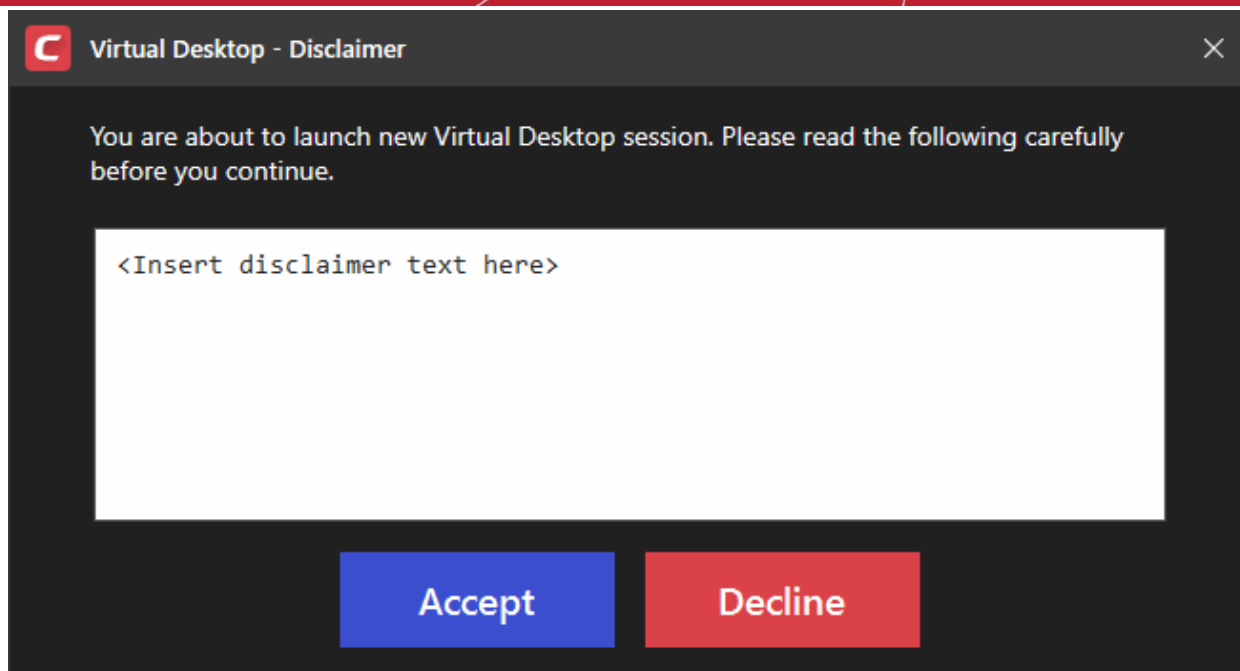 Virtual Desktop - Disclaimer
You are about to launch new Virtual Desktop session. Please read the following carefully
before you continue.
<Insert disclaimer text here>
Accept Decline